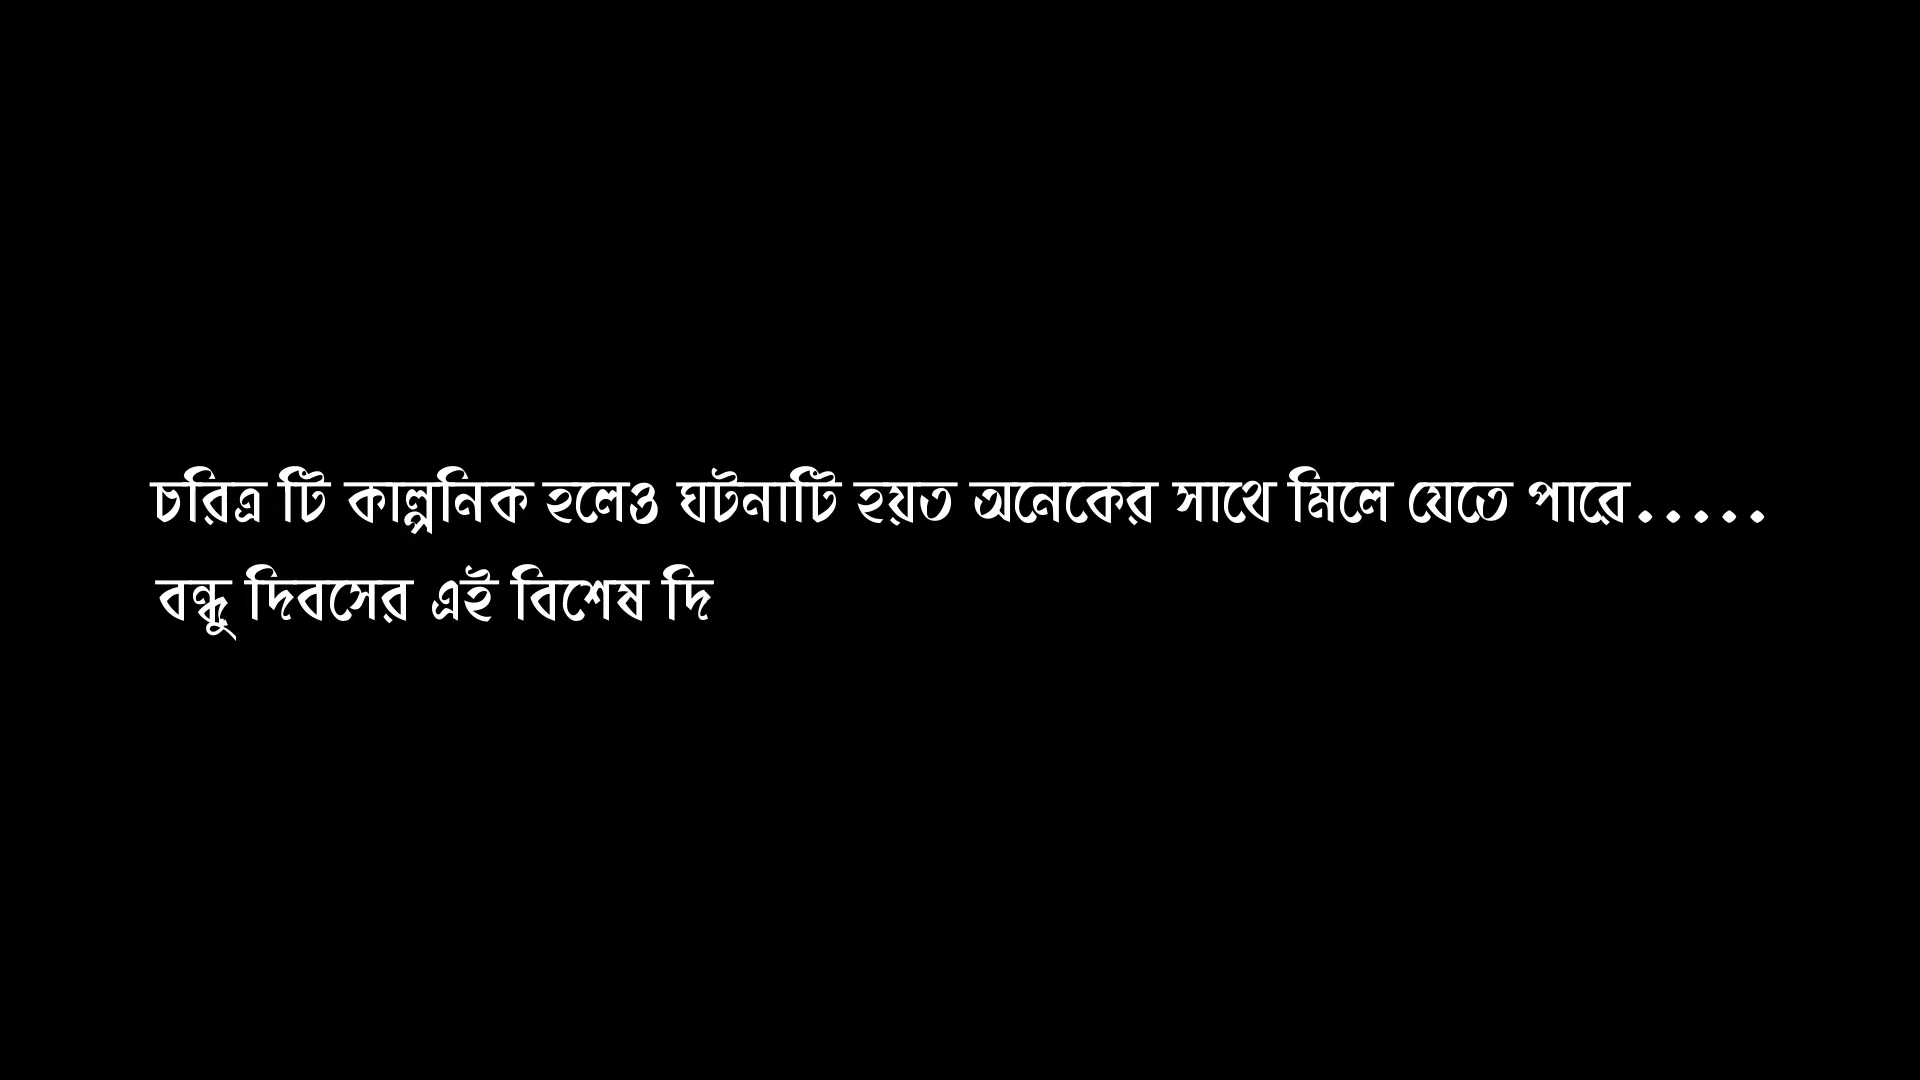 চরিত্র টি কাল্পনিক হলেও ঘটনাটি হয়ত অনেকের সাথে মিলে যেতে পারে.....
বন্ধু দিবসের এই বিশেষ দি